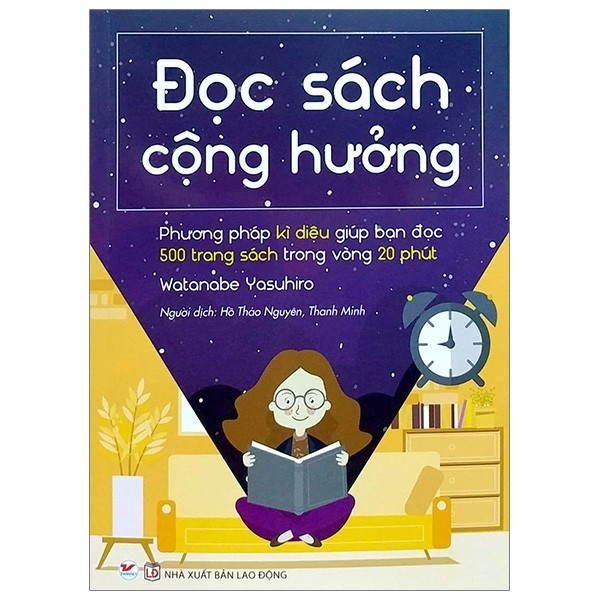 Đọc sách
cộng hưởng
Phương pháp kì diệu giúp bạn đọc
500 trang sách trong vòng 20 phút
Watanabe Yasuhiro
Người dịch: Hồ Thảo Nguyên, Thanh Minh
LĐ NHÀ XUẤT BẢN LAO ĐỘNG